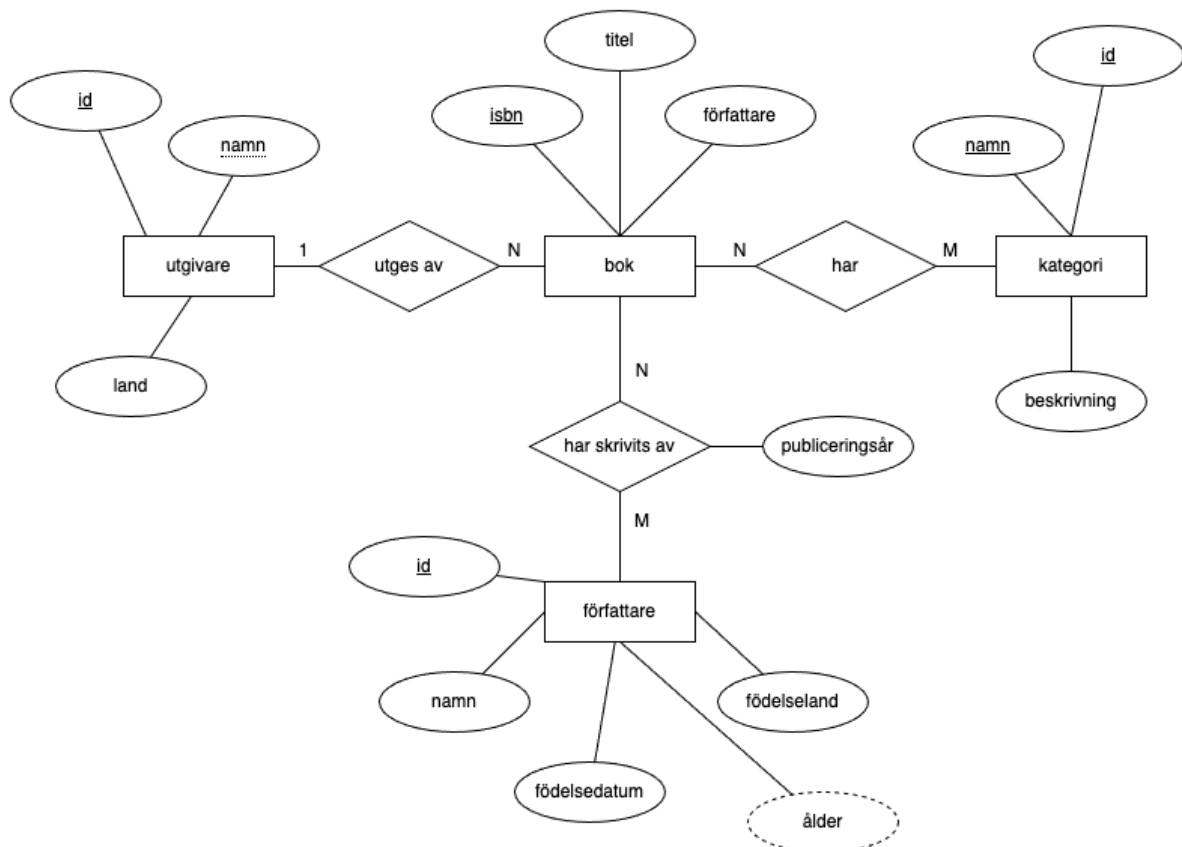 titel
id
id
isbn
författare
namn
namn
utgivare
1
utges av
N
bok
N
har
M
kategori
land
N
beskrivning
har skrivits av
publiceringsår
M
id
författare
namn
födelseland
födelsedatum
ålder